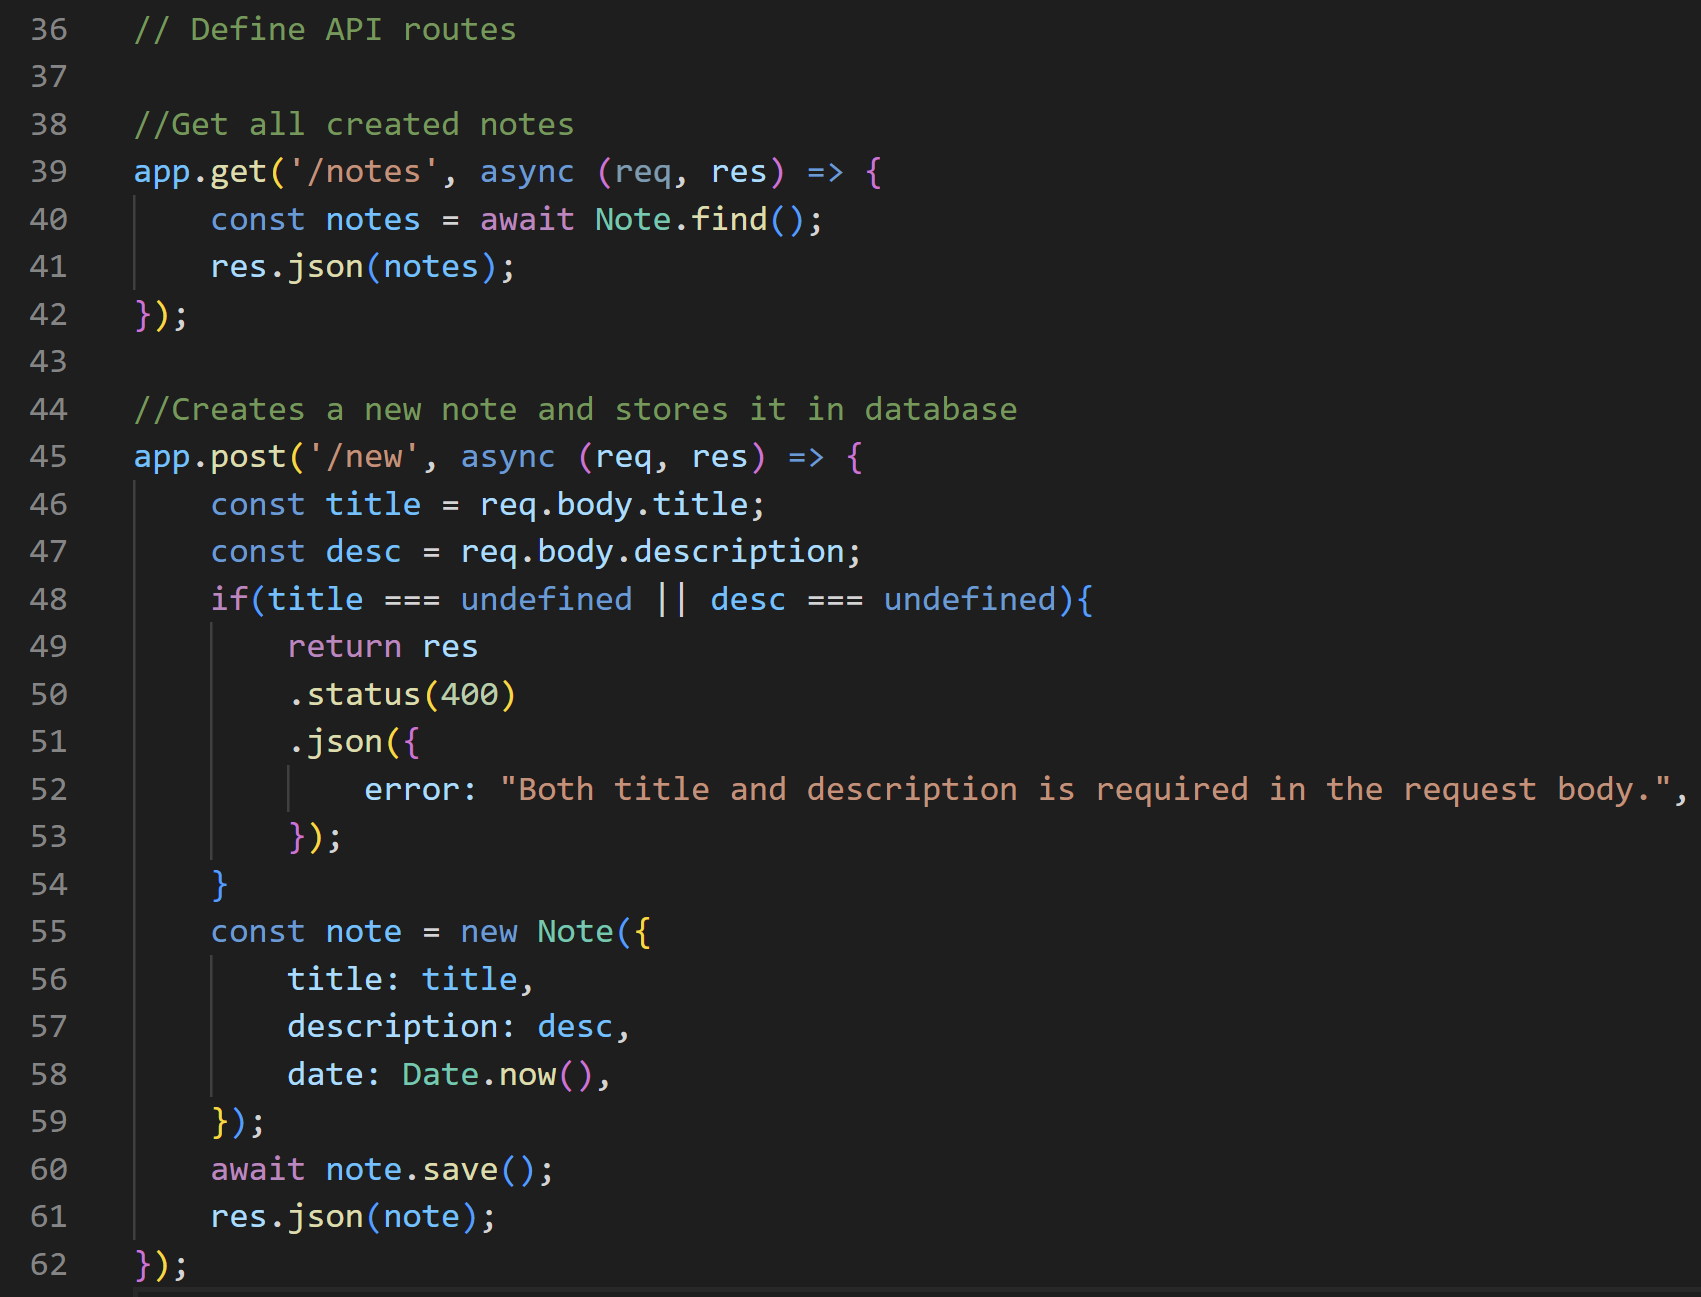 36 // Define API routes
37
38 //Get all created notes
39 app.get('/notes', async (req, res) => {
40     const notes = await Note.find();
41     res.json(notes);
42 });
43
44 //Creates a new note and stores it in database
45 app.post('/new', async (req, res) => {
46     const title = req.body.title;
47     const desc = req.body.description;
48     if(title === undefined || desc === undefined){
49         return res
50         .status(400)
51         .json({
52             error: "Both title and description is required in the request body.",
53         });
54     }
55     const note = new Note({
56         title: title,
57         description: desc,
58         date: Date.now(),
59     });
60     await note.save();
61     res.json(note);
62 });